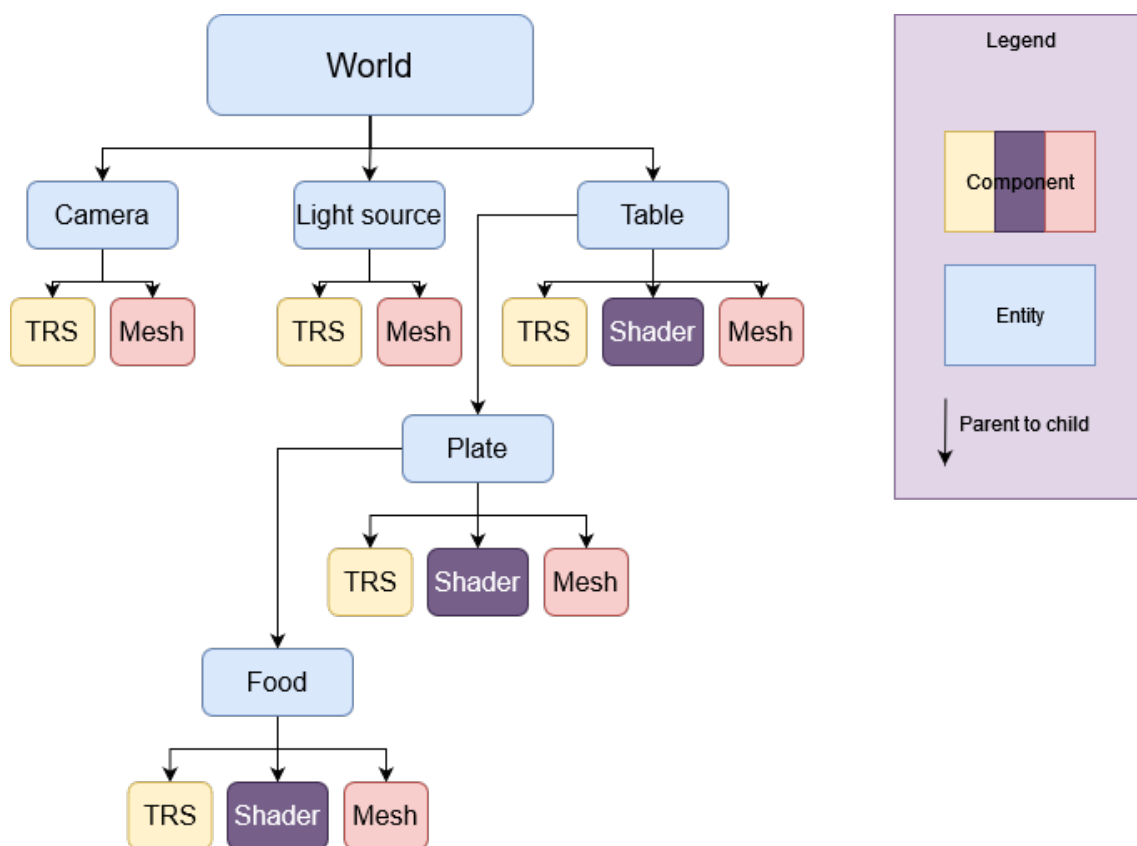 World
Legend
Component
Camera
Light source
Table
Entity
TRS
Mesh
TRS
Mesh
TRS
Shader
Mesh
Parent to child
Plate
TRS
Shader
Mesh
Food
TRS
Shader
Mesh